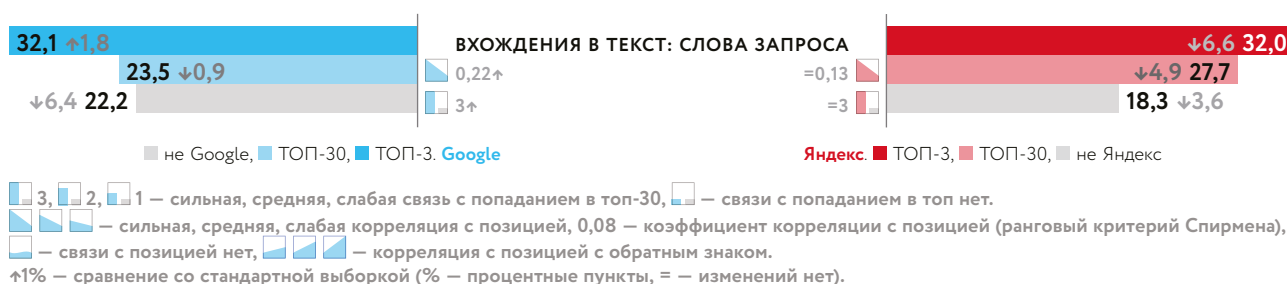 32,1 ↑1,8
ВХОЖДЕНИЯ В ТЕКСТ: СЛОВА ЗАПРОСА
↓6,6 32,0
23,5 ↓0,9
0,22↑
=0,13
↓4,9 27,7
↓6,4 22,2
3↑
=3
18,3 ↓3,6
не Google, ТОП-30, ТОП-3. Google
Яндекс. ТОП-3, ТОП-30, не Яндекс
3, 2, 1 — сильная, средняя, слабая связь с попаданием в топ-30, — связи с попаданием в топ нет.
— сильная, средняя, слабая корреляция с позицией, 0,08 — коэффициент корреляции с позицией (ранговый критерий Спирмена),
— связи с позицией нет, — корреляция с позицией с обратным знаком.
↑1% — сравнение со стандартной выборкой (% — процентные пункты, = — изменений нет).